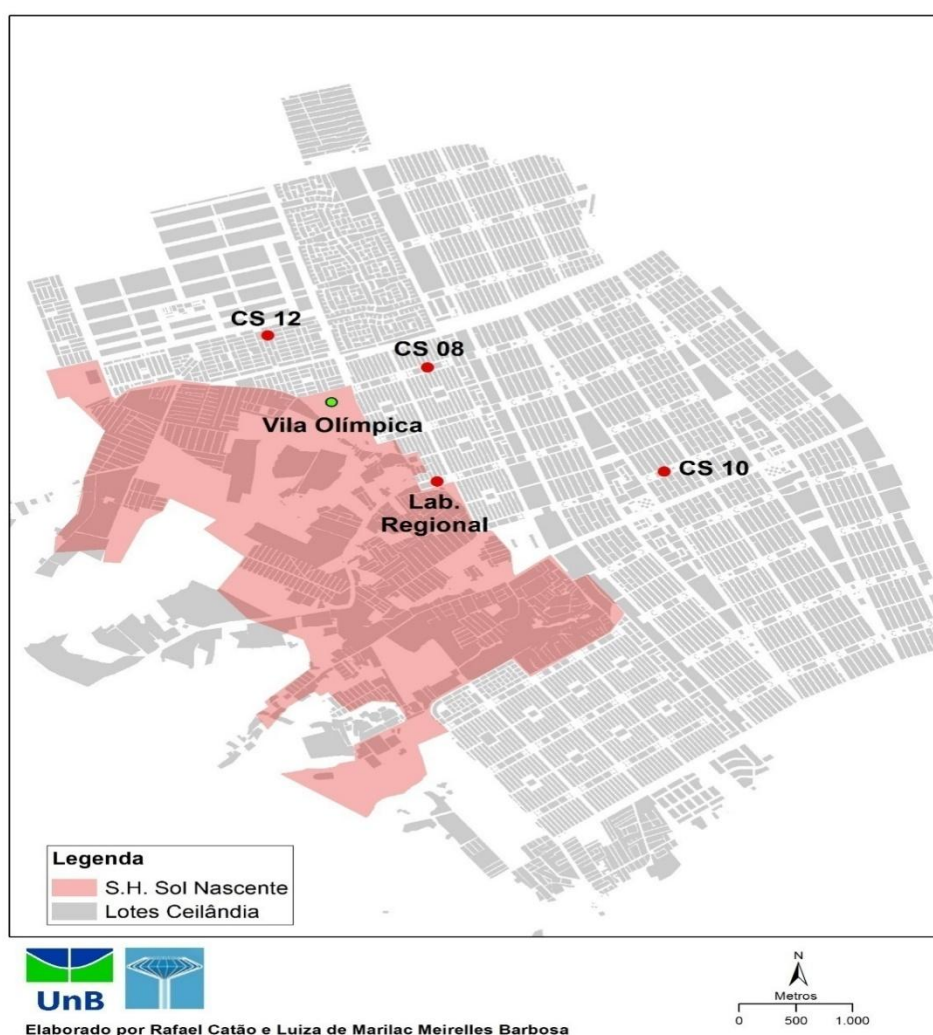 CS 12
CS 08
Vila Olímpica
CS 10
Lab.
Regional
Legenda
S.H. Sol Nascente
Lotes Ceilândia
UnB
N
Metros
0 500 1.000
Elaborado por Rafael Catão e Luiza de Marilac Meirelles Barbosa